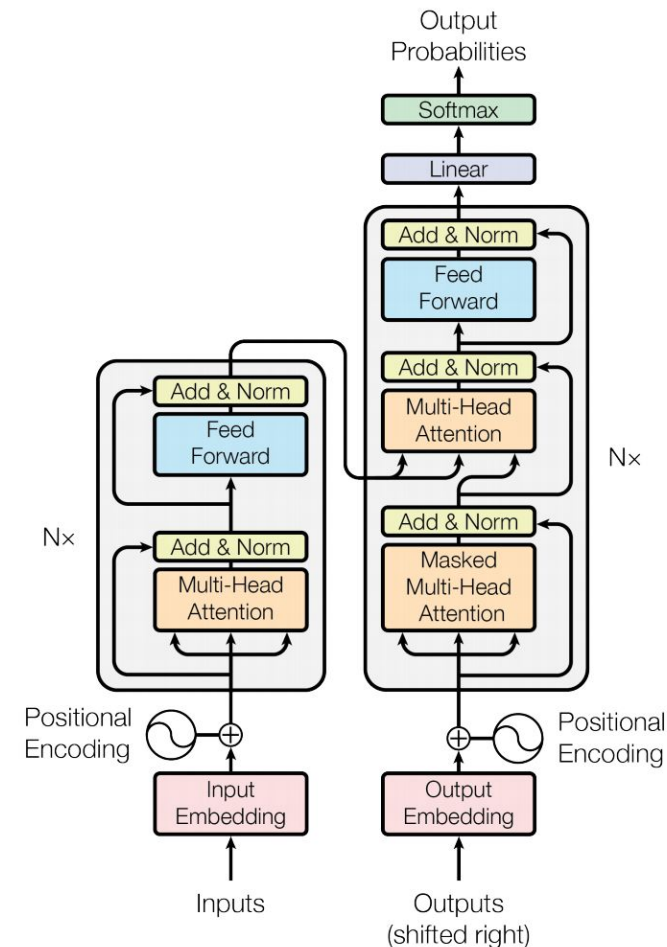 Output
Probabilities
Softmax
Linear
Add & Norm
Feed
Forward
Add & Norm
Multi-Head
Attention
Add & Norm
Masked
Multi-Head
Attention
N×
Positional
Encoding
Output
Embedding
Outputs
(shifted right)
Add & Norm
Feed
Forward
Add & Norm
Multi-Head
Attention
N×
Positional
Encoding
Input
Embedding
Inputs